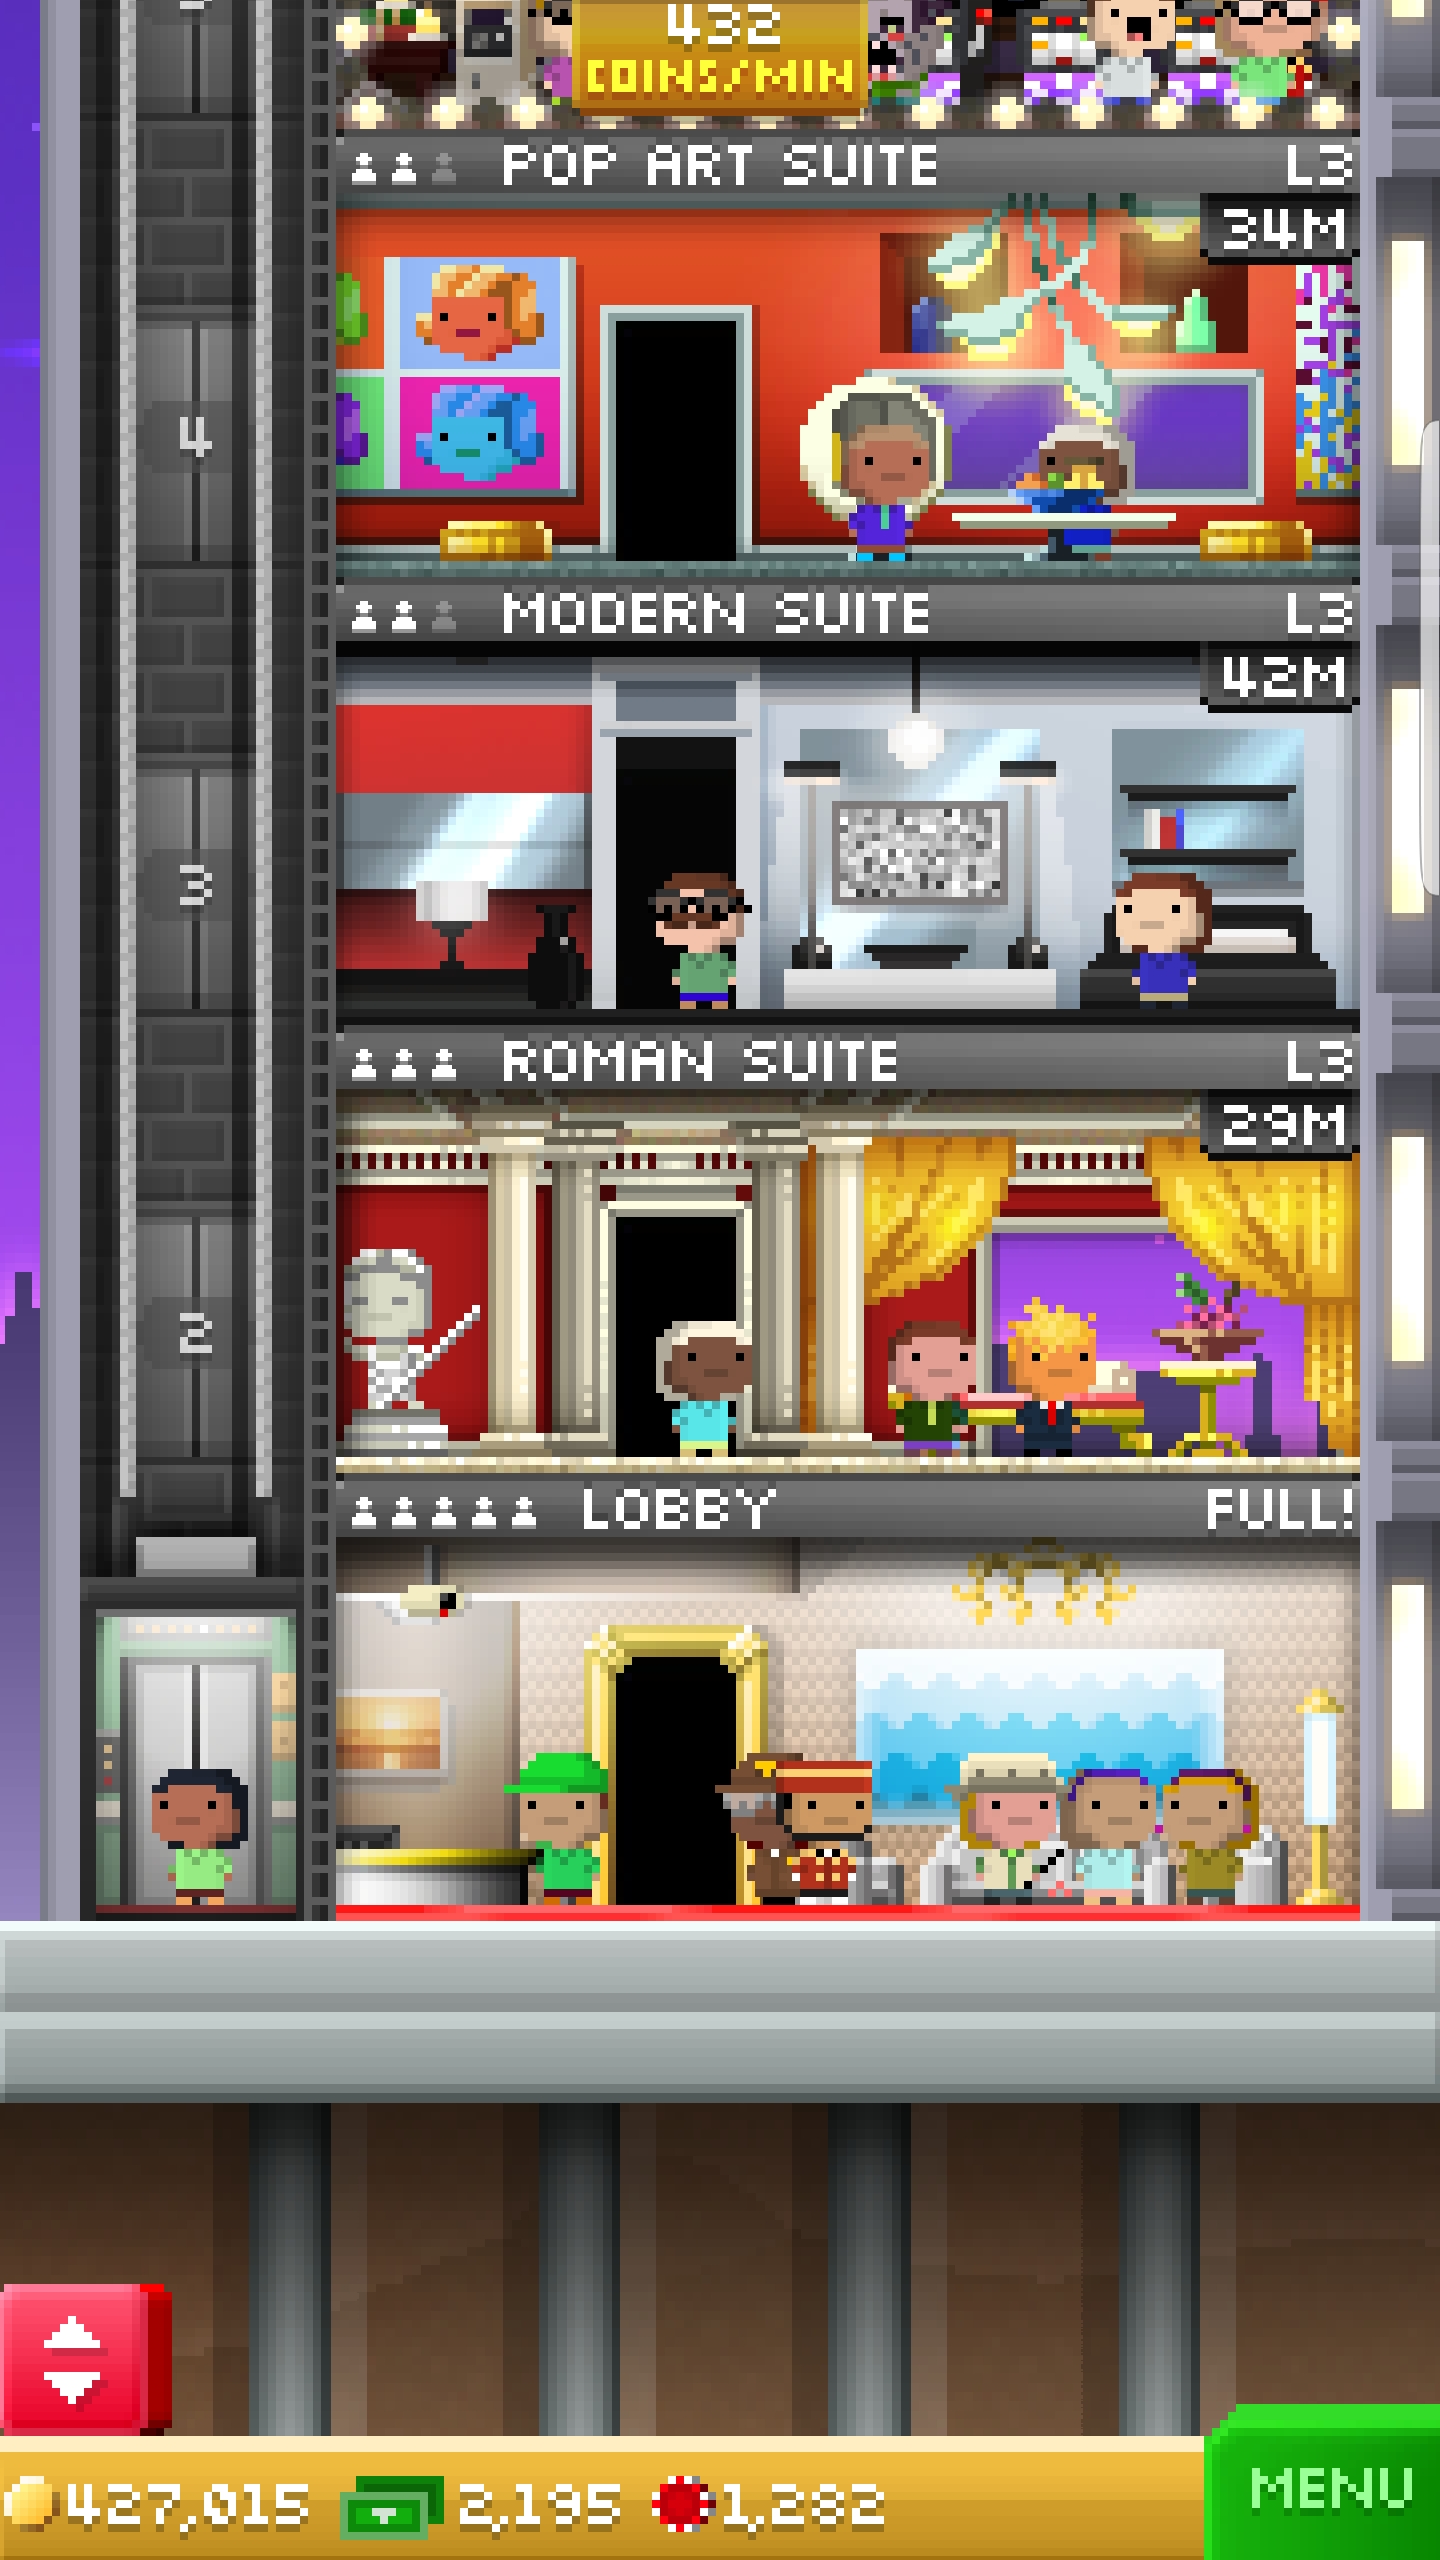 432
COINS/MIN
POP ART SUITE L3
34M
4
MODERN SUITE L3
42M
3
ROMAN SUITE L3
29M
2
LOBBY FULL!
427,015 2,195 1,282
MENU